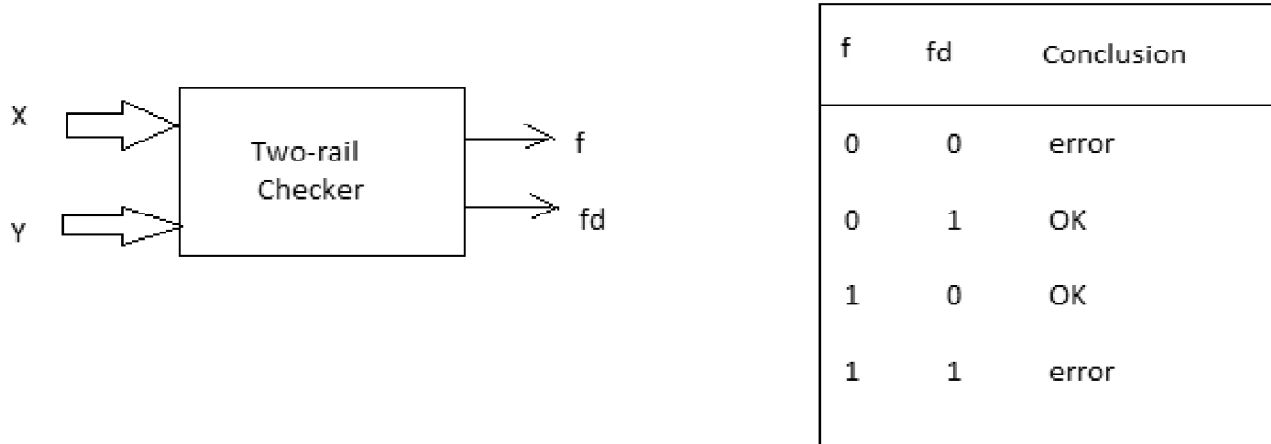 X
Y
Two-rail
Checker
f
fd
f fd Conclusion
0 0 error
0 1 OK
1 0 OK
1 1 error